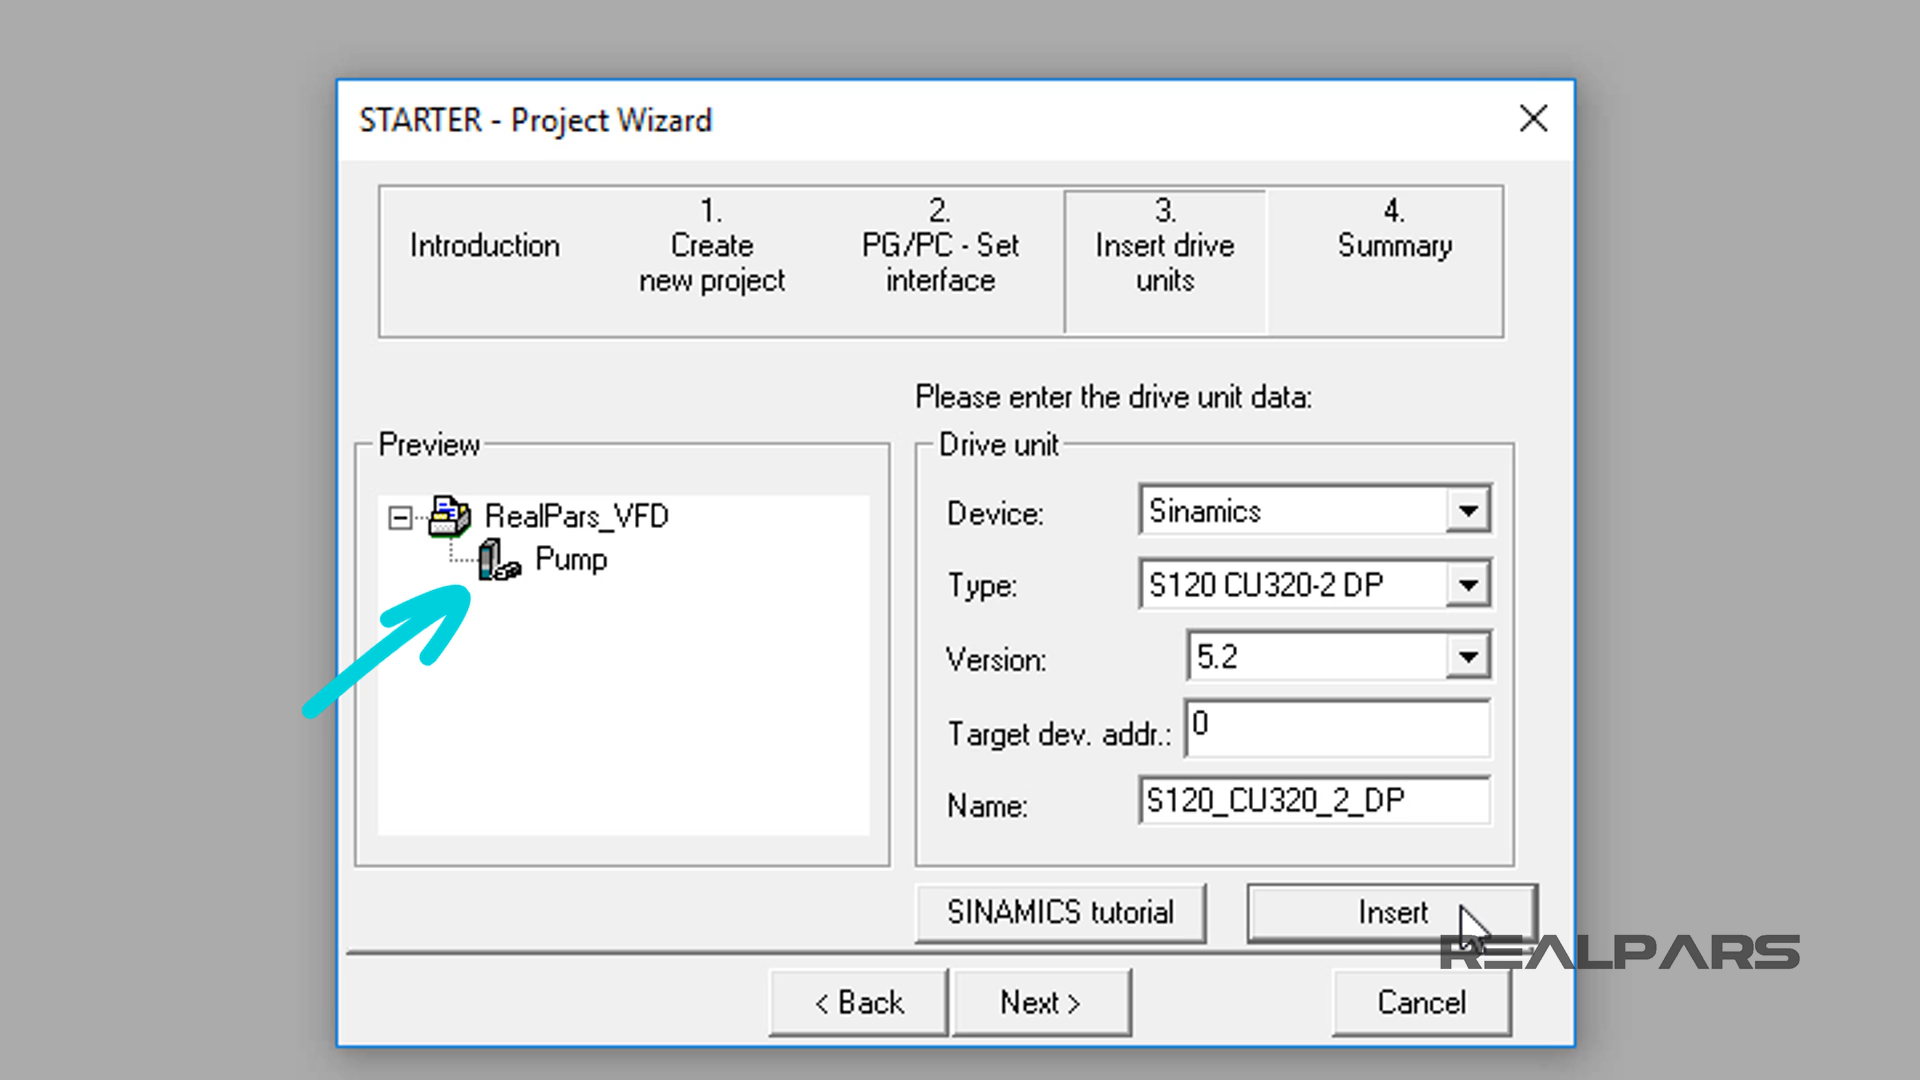 STARTER - Project Wizard
Introduction
1.
Create
new project
2.
PG/PC - Set
interface
3.
Insert drive
units
4.
Summary
Please enter the drive unit data:
Preview
RealPars_VFD
Pump
Drive unit
Device: Sinamics
Type: S120 CU320-2 DP
Version: 5.2
Target dev. addr.: 0
Name: S120_CU320_2_DP
SINAMICS tutorial
Insert
REALPARS
< Back
Next >
Cancel